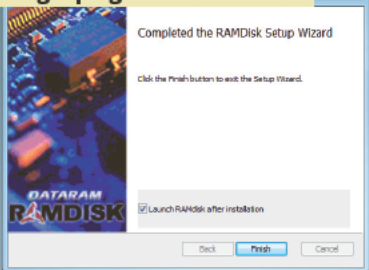 Completed the RAMDisk Setup Wizard
Click the Finish button to exit the Setup Wizard.
DATARAM
RAMDISK
Launch RAMdisk after installation
Back Finish Cancel